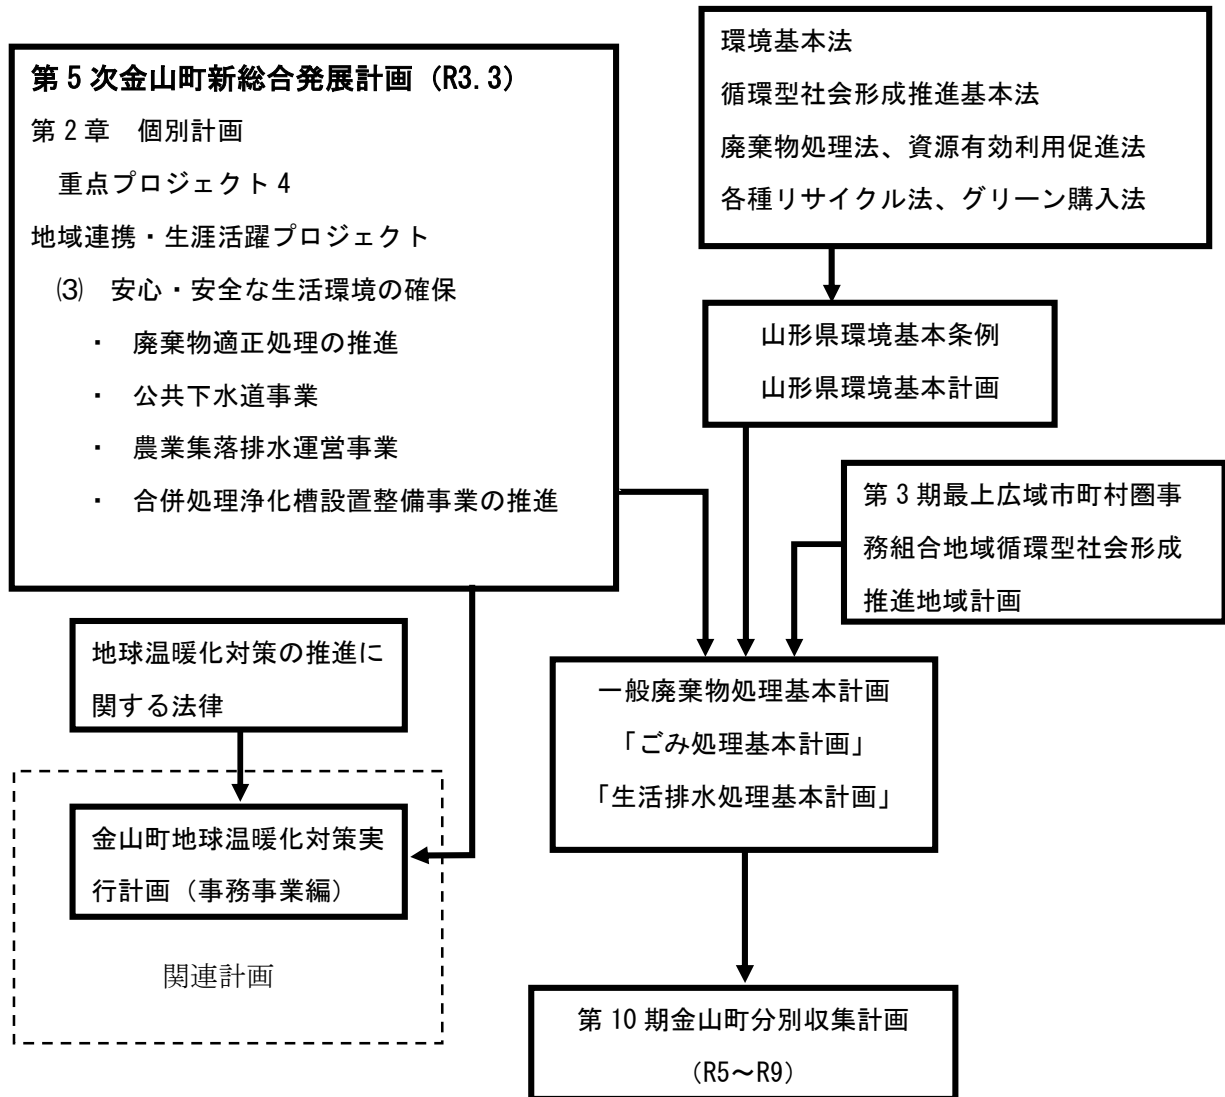 第5次金山町新総合発展計画（R3.3）
第2章　個別計画
重点プロジェクト4
地域連携・生涯活躍プロジェクト
⑶　安心・安全な生活環境の確保
・　廃棄物適正処理の推進
・　公共下水道事業
・　農業集落排水運営事業
・　合併処理浄化槽設置整備事業の推進
環境基本法
循環型社会形成推進基本法
廃棄物処理法、資源有効利用促進法
各種リサイクル法、グリーン購入法
山形県環境基本条例
山形県環境基本計画
第3期最上広域市町村圏事
務組合地域循環型社会形成
推進地域計画
地球温暖化対策の推進に
関する法律
金山町地球温暖化対策実
行計画（事務事業編）
関連計画
一般廃棄物処理基本計画
「ごみ処理基本計画」
「生活排水処理基本計画」
第10期金山町分別収集計画
（R5～R9）